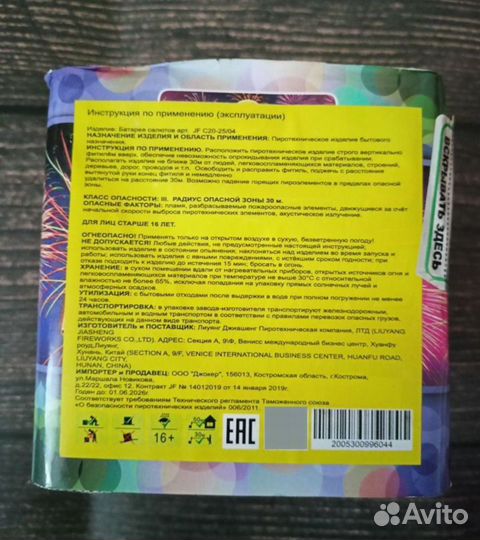 Инструкция по применению (эксплуатации)
Изделие: Батарея салютов арт. JF C20-25/04
НАЗНАЧЕНИЕ ИЗДЕЛИЯ И ОБЛАСТЬ ПРИМЕНЕНИЯ: Пиротехническое изделие бытового
назначения.
ИНСТРУКЦИЯ ПО ПРИМЕНЕНИЮ. Расположить пиротехническое изделие строго вертикально
фитилём вверх, обеспечив невозможность опрокидывания изделия при срабатывании.
Располагать изделие не ближе 30м от людей, легковоспламеняющихся материалов, строений,
деревьев, дорог, проводов и т.п. Освободить и расправить фитиль, поджечь с расстояния
вытянутой руки конец фитиля и немедленно
удалиться на расстояние 30м. Возможно падение горящих пироэлементов в пределах опасной
зоны.
КЛАСС ОПАСНОСТИ: III. РАДИУС ОПАСНОЙ ЗОНЫ 30 м.
ОПАСНЫЕ ФАКТОРЫ: пламя, разбрасываемые пожароопасные элементы, движущиеся за счёт
начальной скорости выброса пиротехнических элементов, акустическое излучение.
ДЛЯ ЛИЦ СТАРШЕ 16 ЛЕТ.
ОГНЕОПАСНО! Применять только на открытом воздухе в сухую, безветренную погоду!
НЕ ДОПУСКАЕТСЯ! Любые действия, не предусмотренные настоящей инструкцией;
использовать изделие в состоянии опьянения; наклоняться над изделием во время запуска и
работы; использовать изделия с явными повреждениями, с истёкшим сроком годности; при
отказе подходить к изделию до истечения 15 мин; бросать в огонь.
ХРАНЕНИЕ: в сухом помещении вдали от нагревательных приборов, открытых источников огня и
легковоспламеняющихся материалов при температуре не выше 30°С с относительной
влажностью не более 65%, исключая попадания на упаковку прямых солнечных лучей и
атмосферных осадков.
УТИЛИЗАЦИЯ: с бытовыми отходами после выдержки в воде при полном погружении не менее
24 часов.
ТРАНСПОРТИРОВКА: в упаковке завода-изготовителя транспортируют железнодорожным,
автомобильным и водным транспортом в соответствии с правилами перевозок опасных грузов,
действующих на данном виде транспорта.
ИЗГОТОВИТЕЛЬ и ПОСТАВЩИК: Лиуянг Джиашенг Пиротехническая компания, ЛТД (LIUYANG
JIASHENG
FIREWORKS CO.,LTD). АДРЕС: Секция А, 9\Ф, Венисс международный бизнес центр, Хуанфу
роуд,Лиуянг,
Хунань, Китай (SECTION A, 9/F, VENICE INTERNATIONAL BUSINESS CENTER, HUANFU ROAD,
LIUYANG CITY,
HUNAN, CHINA)
ИМПОРТЕР и ПРОДАВЕЦ: ООО "Джокер", 156013, Костромская область, г.Кострома,
ул.Маршала Новикова,
д.22/22, офис 12. Контракт JF № 14012019 от 14 января 2019г.
Годен до: 01.06.2026г.
Соответствует требованиям Технического регламента Таможенного союза
«О безопасности пиротехнических изделий» 006/2011
16+
ЕАС
2005300996044
ВСКРЫВАТЬ ЗДЕСЬ
Avito